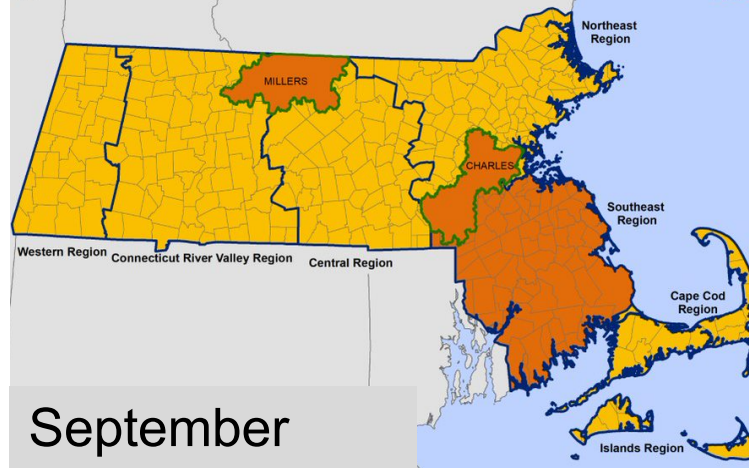 Northeast
Region
MILLERS
CHARLES
Southeast
Region
Western Region
Connecticut River Valley Region
Central Region
Cape Cod
Region
September
Islands Region